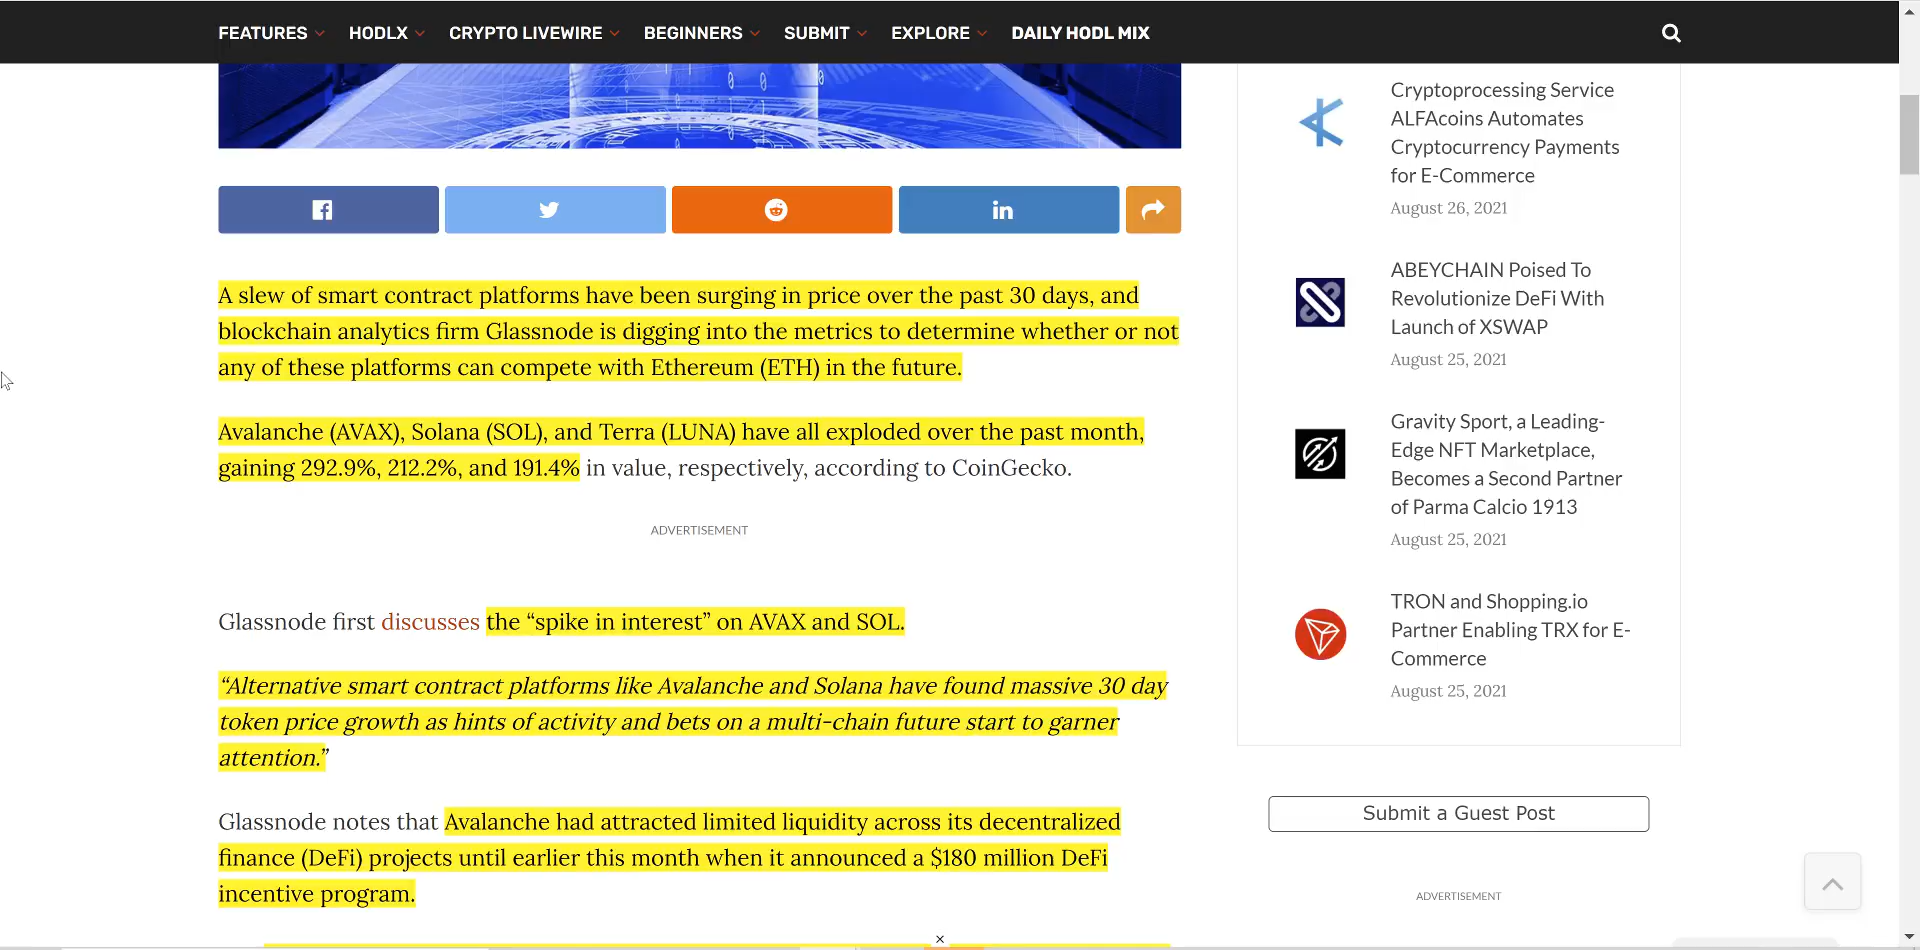 FEATURES HODLX CRYPTO LIVEWIRE BEGINNERS SUBMIT EXPLORE DAILY HODL MIX
A slew of smart contract platforms have been surging in price over the past 30 days, and
blockchain analytics firm Glassnode is digging into the metrics to determine whether or not
any of these platforms can compete with Ethereum (ETH) in the future.
Avalanche (AVAX), Solana (SOL), and Terra (LUNA) have all exploded over the past month,
gaining 292.9%, 212.2%, and 191.4% in value, respectively, according to CoinGecko.
ADVERTISEMENT
Glassnode first discusses the “spike in interest” on AVAX and SOL.
“Alternative smart contract platforms like Avalanche and Solana have found massive 30 day
token price growth as hints of activity and bets on a multi-chain future start to garner
attention.”
Glassnode notes that Avalanche had attracted limited liquidity across its decentralized
finance (DeFi) projects until earlier this month when it announced a $180 million DeFi
incentive program.
Cryptoprocessing Service
ALFAcoins Automates
Cryptocurrency Payments
for E-Commerce
August 26, 2021
ABEYCHAIN Poised To
Revolutionize DeFi With
Launch of XSWAP
August 25, 2021
Gravity Sport, a Leading-
Edge NFT Marketplace,
Becomes a Second Partner
of Parma Calcio 1913
August 25, 2021
TRON and Shopping.io
Partner Enabling TRX for E-
Commerce
August 25, 2021
Submit a Guest Post
ADVERTISEMENT